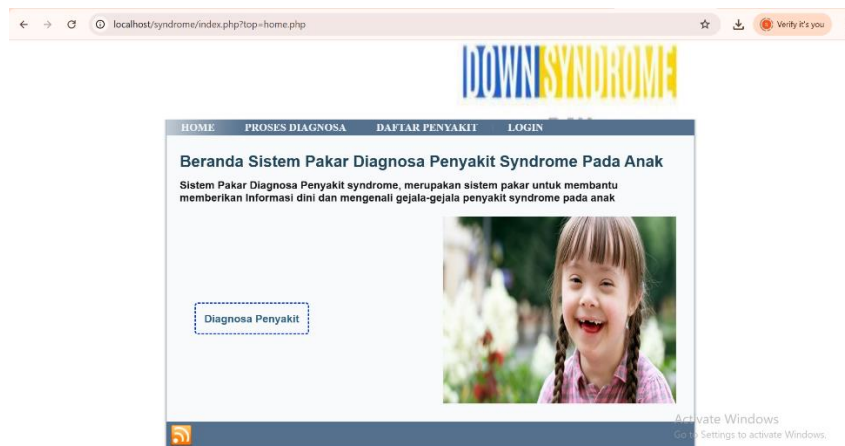 localhost/syndrome/index.php?top=home.php
Verify it's you
DOWN SYNDROME
HOME PROSES DIAGNOSA DAFTAR PENYAKIT LOGIN
Beranda Sistem Pakar Diagnosa Penyakit Syndrome Pada Anak
Sistem Pakar Diagnosa Penyakit syndrome, merupakan sistem pakar untuk membantu
memberikan Informasi dini dan mengenali gejala-gejala penyakit syndrome pada anak
Diagnosa Penyakit
Activate Windows
Go to Settings to activate Windows.